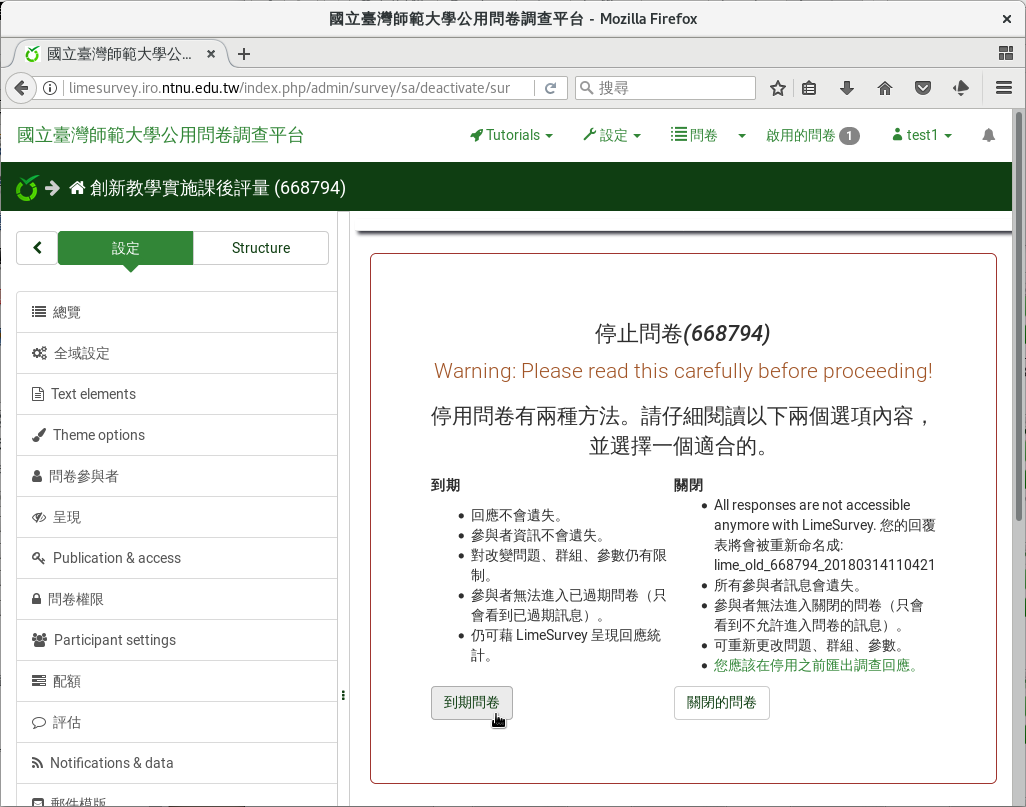 國立臺灣師範大學公用問卷調查平台 - Mozilla Firefox
國立臺灣師範大學公...
limesurvey.iro.ntnu.edu.tw/index.php/admin/survey/sa/deactivate/sur
搜尋
國立臺灣師範大學公用問卷調查平台
Tutorials
設定
問卷
啟用的問卷 1
test1
創新教學實施課後評量 (668794)
設定
Structure
總覽
全域設定
Text elements
Theme options
問卷參與者
呈現
Publication & access
問卷權限
Participant settings
配額
評估
Notifications & data
郵件模版
停止問卷(668794)
Warning: Please read this carefully before proceeding!
停用問卷有兩種方法。請仔細閱讀以下兩個選項內容，
並選擇一個適合的。
到期
回應不會遺失。
參與者資訊不會遺失。
對改變問題、群組、參數仍有限
制。
參與者無法進入已過期問卷（只
會看到已過期訊息）。
仍可藉 LimeSurvey 呈現回應統
計。
到期問卷
關閉
All responses are not accessible
anymore with LimeSurvey. 您的回覆
表將會被重新命名成:
lime_old_668794_20180314110421
所有參與者訊息會遺失。
參與者無法進入關閉的問卷（只會
看到不允許進入問卷的訊息）。
可重新更改問題、群組、參數。
您應該在停用之前匯出調查回應。
關閉的問卷